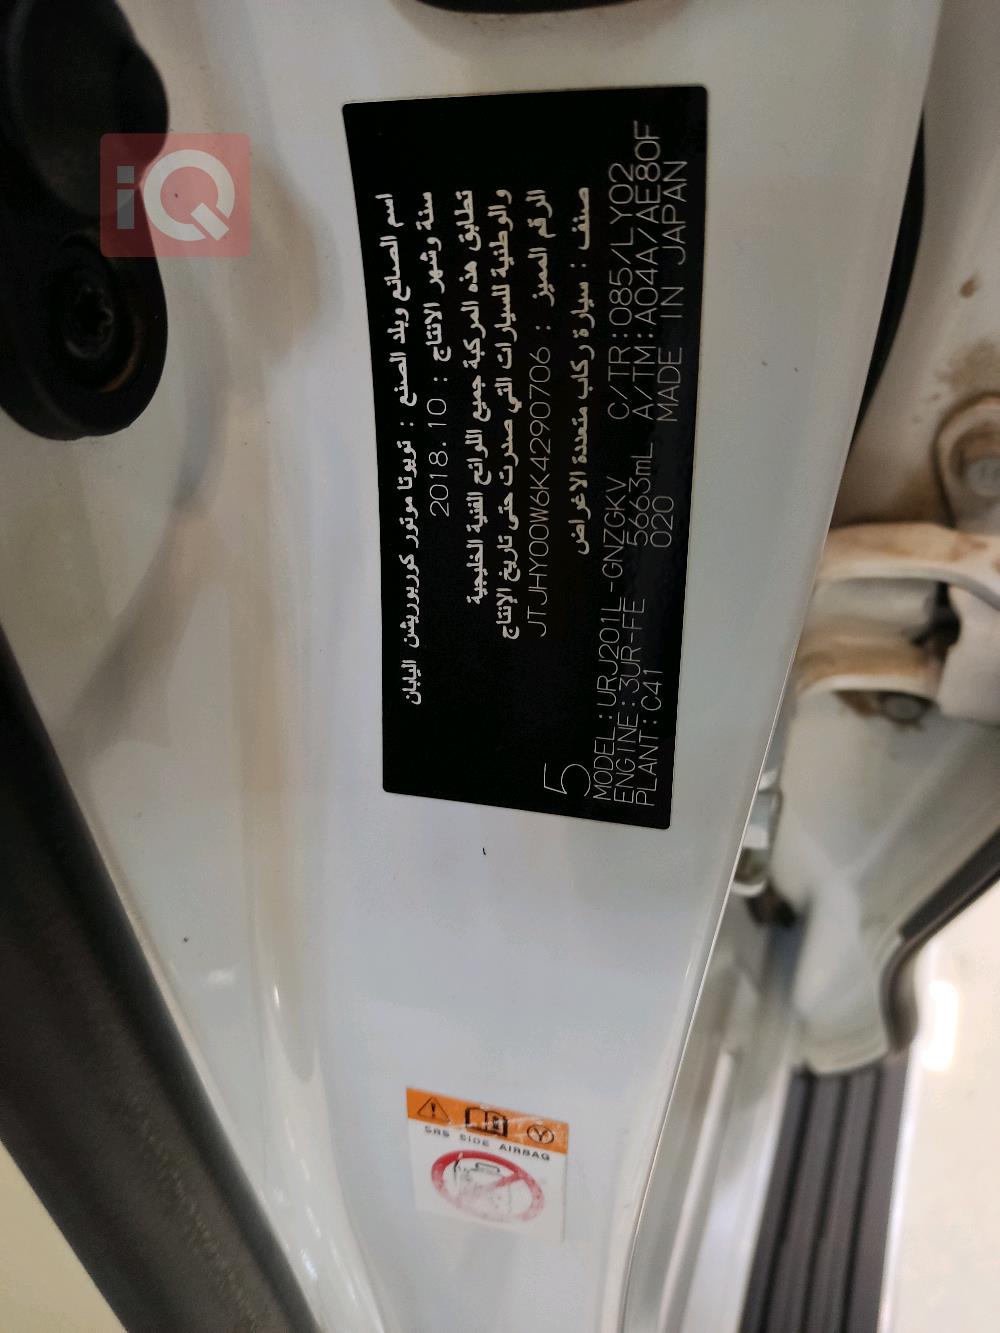 iQ
اسم الصانع وبلد الصنع : تويوتا موتور كوربوريشن اليابان
سنة وشهر الانتاج : 2018.10
تطابق هذه المركبة جميع اللوائح الفنية الخليجية
والوطنية للسيارات التي صدرت حتى تاريخ الإنتاج
الرقم المميز : JTJHY00W6K4290706
صنف : سيارة ركاب متعددة الاغراض
5
MODEL:URJ201L-GNZGKV C/TR:085/LY02
ENGINE:3UR-FE 5663mL A/TM:A04A/AE80F
PLANT:C41 020 MADE IN JAPAN
SRS SIDE AIRBAG